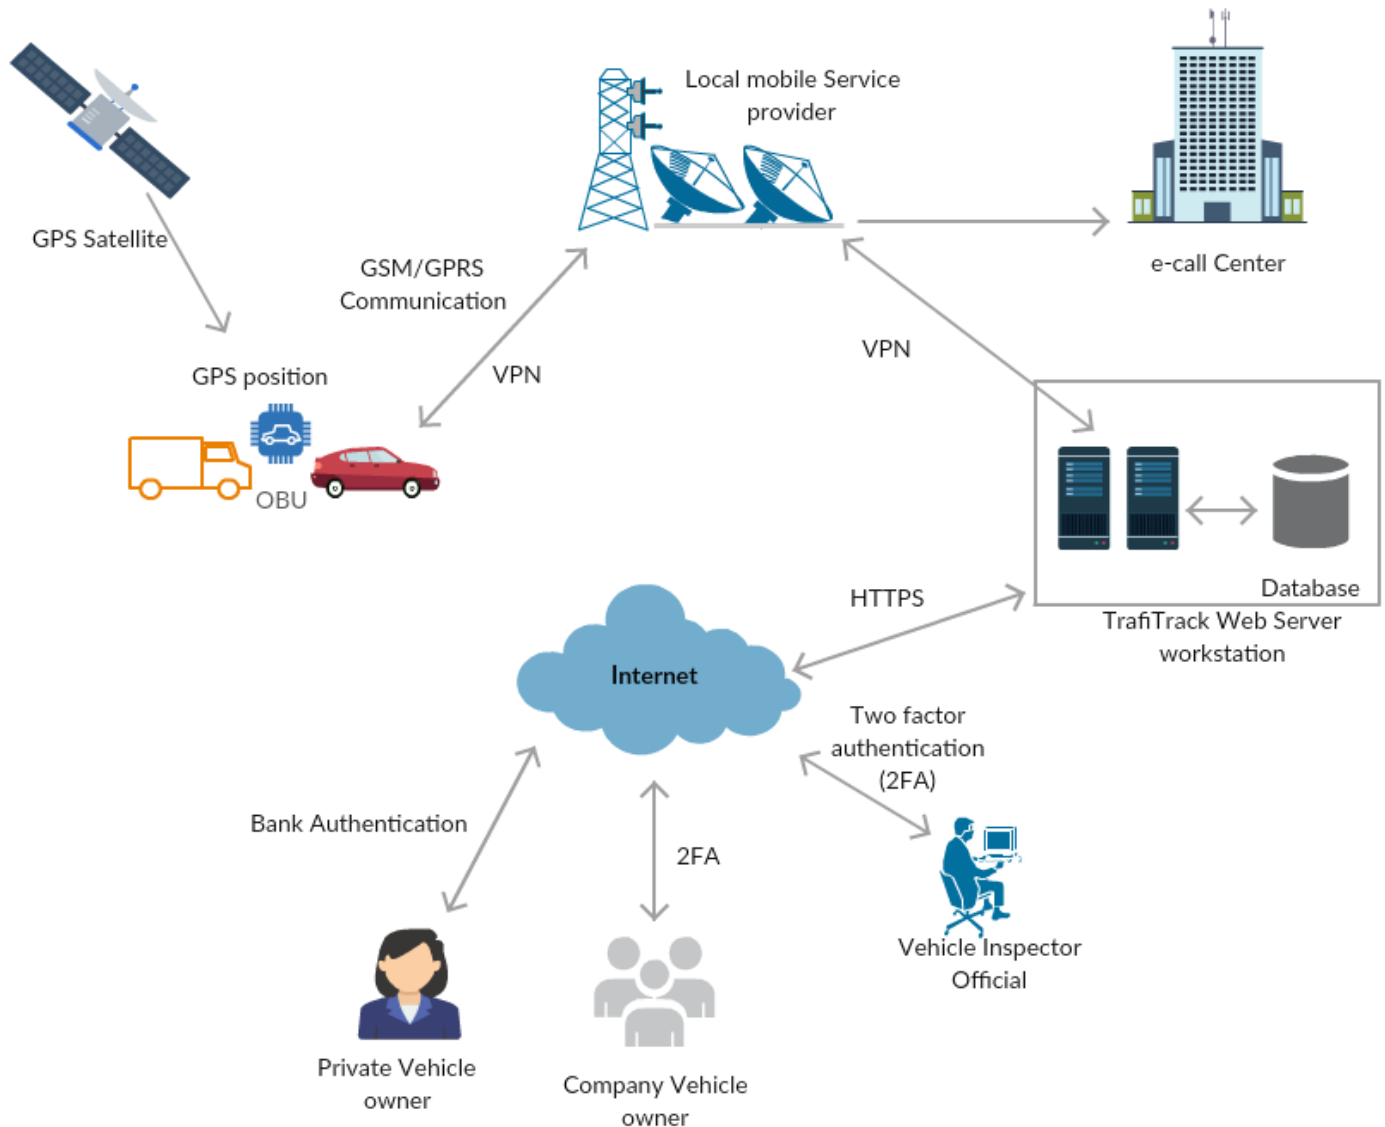 Local mobile Service
provider
GPS Satellite
GSM/GPRS
Communication
e-call Center
VPN
VPN
GPS position
OBU
Database
TrafiTrack Web Server
workstation
HTTPS
Internet
Two factor
authentication
(2FA)
Bank Authentication
2FA
Vehicle Inspector
Official
Private Vehicle
owner
Company Vehicle
owner